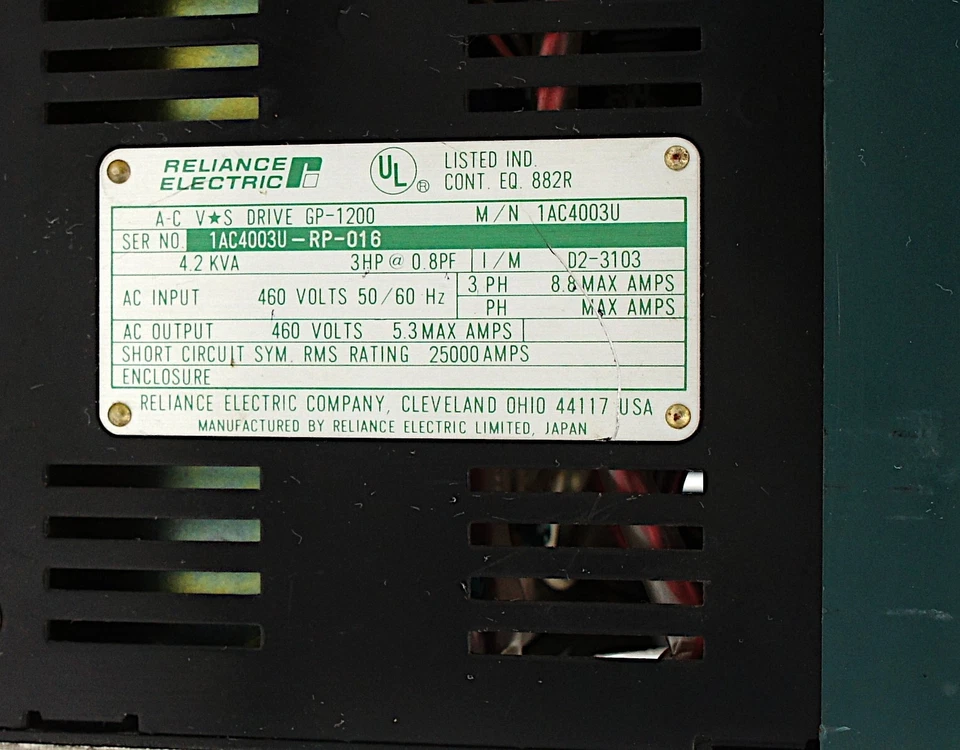 RELIANCE
ELECTRIC
UL ®
LISTED IND.
CONT. EQ. 882R
A-C V★S DRIVE GP-1200 M/N 1AC4003U
SER NO. 1AC4003U-RP-016
4.2 KVA 3HP @ 0.8PF I/M D2-3103
AC INPUT 460 VOLTS 50/60 Hz
3 PH 8.8 MAX AMPS
PH MAX AMPS
AC OUTPUT 460 VOLTS 5.3 MAX AMPS
SHORT CIRCUIT SYM. RMS RATING 25000 AMPS
ENCLOSURE
RELIANCE ELECTRIC COMPANY, CLEVELAND OHIO 44117 USA
MANUFACTURED BY RELIANCE ELECTRIC LIMITED, JAPAN